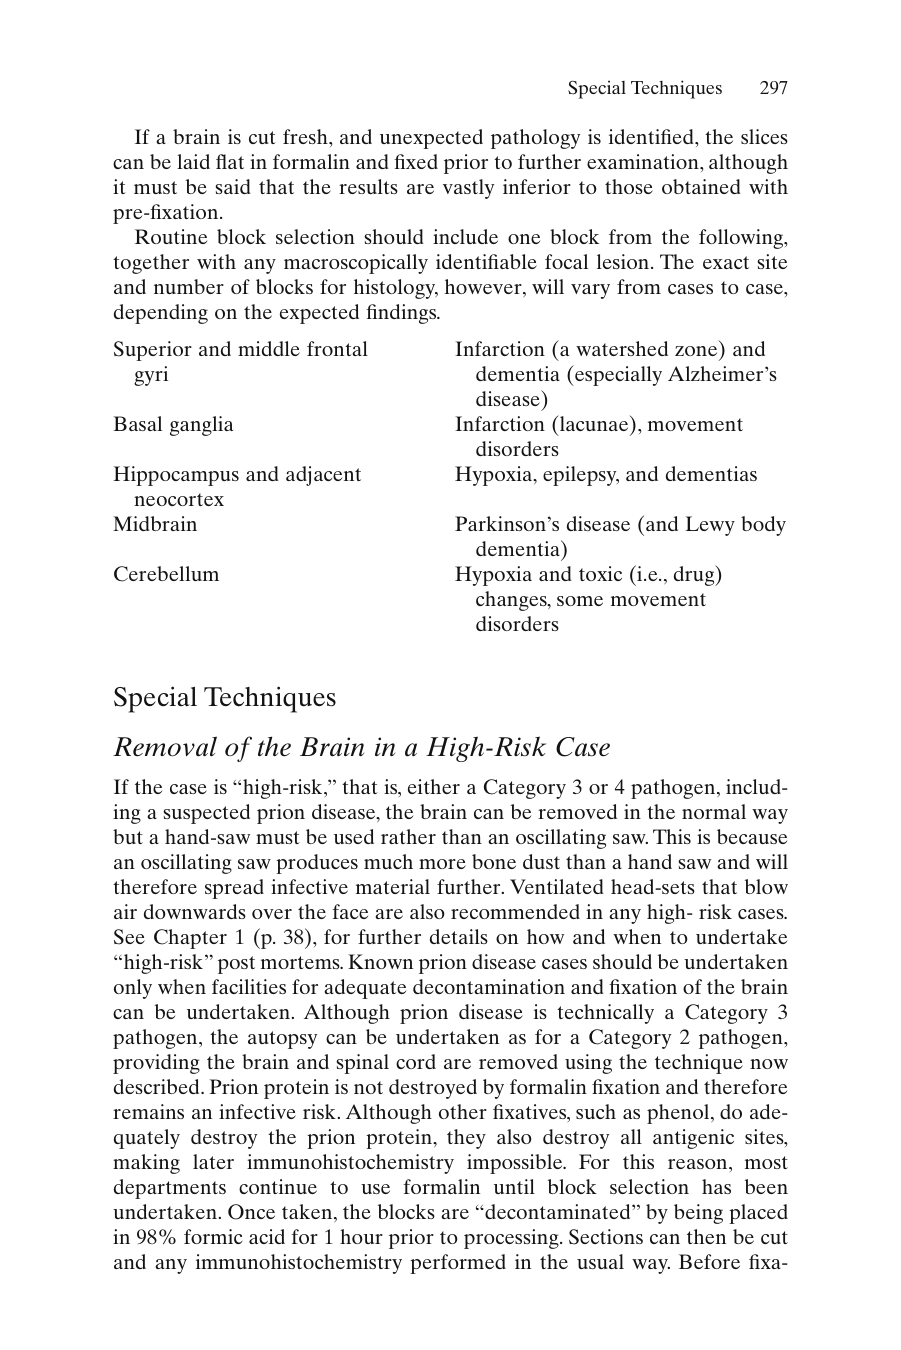 Special Techniques 297
If a brain is cut fresh, and unexpected pathology is identified, the slices
can be laid flat in formalin and fixed prior to further examination, although
it must be said that the results are vastly inferior to those obtained with
pre-fixation.
Routine block selection should include one block from the following,
together with any macroscopically identifiable focal lesion. The exact site
and number of blocks for histology, however, will vary from cases to case,
depending on the expected findings.
Superior and middle frontal Infarction (a watershed zone) and
gyri dementia (especially Alzheimer’s
disease)
Basal ganglia Infarction (lacunae), movement
disorders
Hippocampus and adjacent Hypoxia, epilepsy, and dementias
neocortex
Midbrain Parkinson’s disease (and Lewy body
dementia)
Cerebellum Hypoxia and toxic (i.e., drug)
changes, some movement
disorders
Special Techniques
Removal of the Brain in a High-Risk Case
If the case is “high-risk,” that is, either a Category 3 or 4 pathogen, includ-
ing a suspected prion disease, the brain can be removed in the normal way
but a hand-saw must be used rather than an oscillating saw. This is because
an oscillating saw produces much more bone dust than a hand saw and will
therefore spread infective material further. Ventilated head-sets that blow
air downwards over the face are also recommended in any high- risk cases.
See Chapter 1 (p. 38), for further details on how and when to undertake
“high-risk” post mortems. Known prion disease cases should be undertaken
only when facilities for adequate decontamination and fixation of the brain
can be undertaken. Although prion disease is technically a Category 3
pathogen, the autopsy can be undertaken as for a Category 2 pathogen,
providing the brain and spinal cord are removed using the technique now
described. Prion protein is not destroyed by formalin fixation and therefore
remains an infective risk. Although other fixatives, such as phenol, do ade-
quately destroy the prion protein, they also destroy all antigenic sites,
making later immunohistochemistry impossible. For this reason, most
departments continue to use formalin until block selection has been
undertaken. Once taken, the blocks are “decontaminated” by being placed
in 98% formic acid for 1 hour prior to processing. Sections can then be cut
and any immunohistochemistry performed in the usual way. Before fixa-